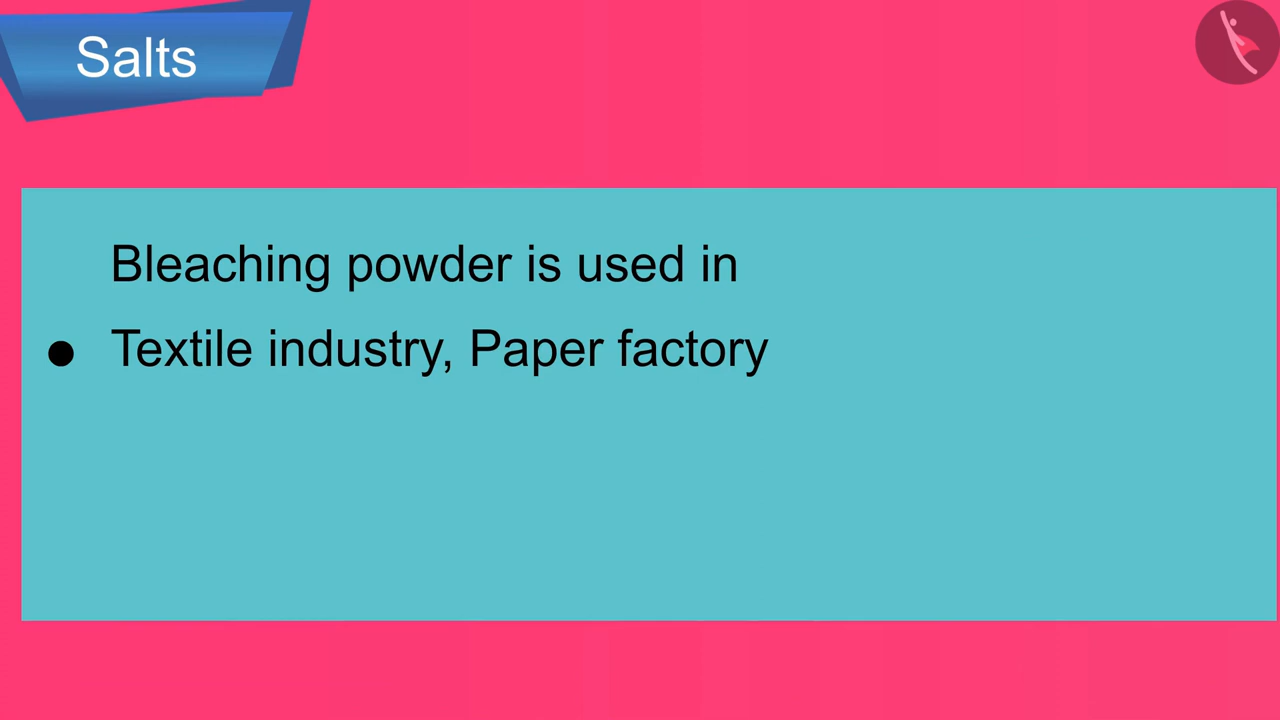 Salts
Bleaching powder is used in
● Textile industry, Paper factory